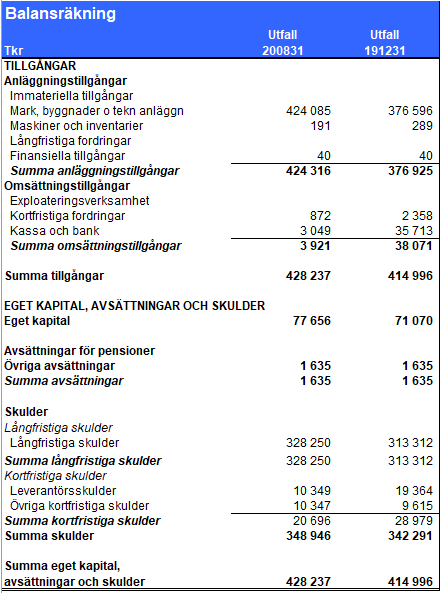 Balansräkning
Utfall Utfall
Tkr 200831 191231
TILLGÅNGAR
Anläggningstillgångar
Immateriella tillgångar
Mark, byggnader o tekn anläggn 424 085 376 596
Maskiner och inventarier 191 289
Långfristiga fordringar
Finansiella tillgångar 40 40
Summa anläggningstillgångar 424 316 376 925
Omsättningstillgångar
Exploateringsverksamhet
Kortfristiga fordringar 872 2 358
Kassa och bank 3 049 35 713
Summa omsättningstillgångar 3 921 38 071
Summa tillgångar 428 237 414 996
EGET KAPITAL, AVSÄTTNINGAR OCH SKULDER
Eget kapital 77 656 71 070
Avsättningar för pensioner
Övriga avsättningar 1 635 1 635
Summa avsättningar 1 635 1 635
Skulder
Långfristiga skulder
Långfristiga skulder 328 250 313 312
Summa långfristiga skulder 328 250 313 312
Kortfristiga skulder
Leverantörsskulder 10 349 19 364
Övriga kortfristiga skulder 10 347 9 615
Summa kortfristiga skulder 20 696 28 979
Summa skulder 348 946 342 291
Summa eget kapital,
avsättningar och skulder 428 237 414 996